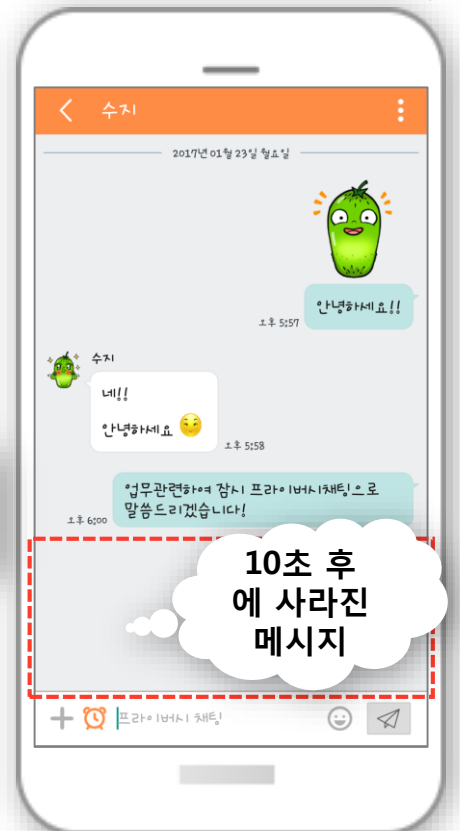 수지
2017년 01월 23일 월요일
안녕하세요!!
오후 5:57
수지
네!!
안녕하세요
오후 5:58
업무관련하여 잠시 프라이버시채팅으로
말씀드리겠습니다!
오후 6:00
10초 후
에 사라진
메시지
프라이버시 채팅!